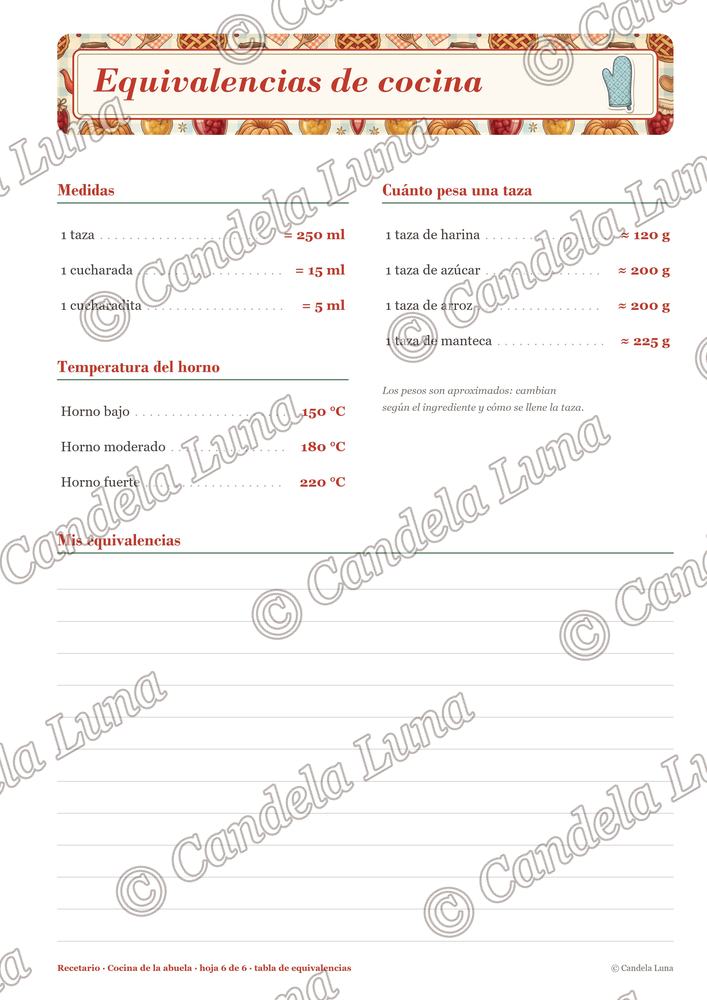 Equivalencias de cocina
Medidas
1 taza = 250 ml
1 cucharada = 15 ml
1 cucharadita = 5 ml
Temperatura del horno
Horno bajo 150 °C
Horno moderado 180 °C
Horno fuerte 220 °C
Cuánto pesa una taza
1 taza de harina ≈ 120 g
1 taza de azúcar ≈ 200 g
1 taza de arroz ≈ 200 g
1 taza de manteca ≈ 225 g
Los pesos son aproximados: cambian
según el ingrediente y cómo se llene la taza.
Mis equivalencias
Recetario · Cocina de la abuela · hoja 6 de 6 · tabla de equivalencias
© Candela Luna
© Candela Luna